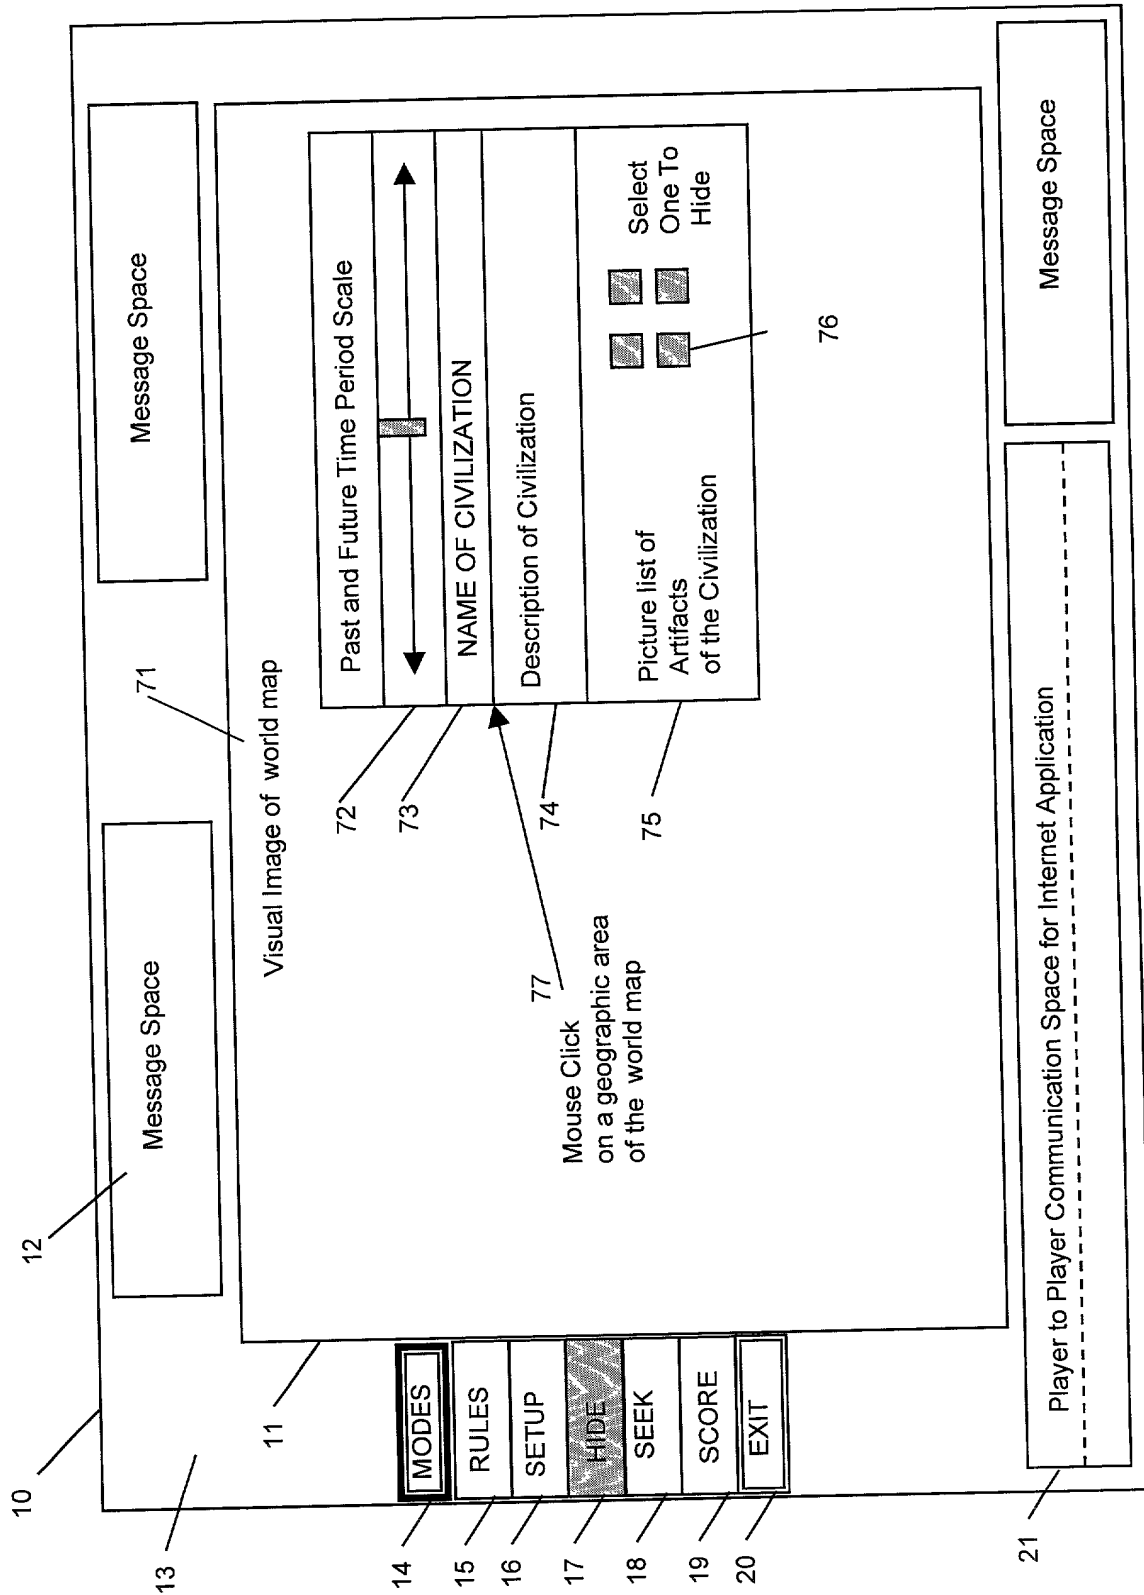 10
13
12
Message Space
71
Message Space
Visual Image of world map
11
14
MODES
15
RULES
16
SETUP
17
HIDE
18
SEEK
19
SCORE
20
EXIT
77
Mouse Click
on a geographic area
of the world map
72
73
74
75
Past and Future Time Period Scale
NAME OF CIVILIZATION
Description of Civilization
Picture list of
Artifacts
of the Civilization
Select
One To
Hide
76
21
Player to Player Communication Space for Internet Application
Message Space